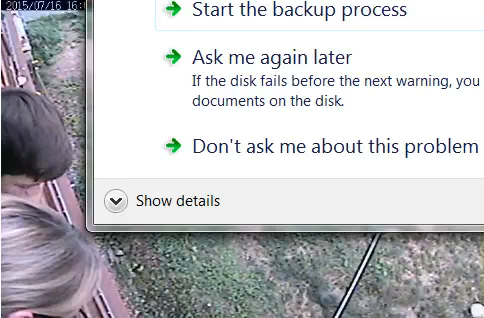 2015/07/16 16:
Start the backup process
Ask me again later
If the disk fails before the next warning, you
documents on the disk.
Don't ask me about this problem
Show details